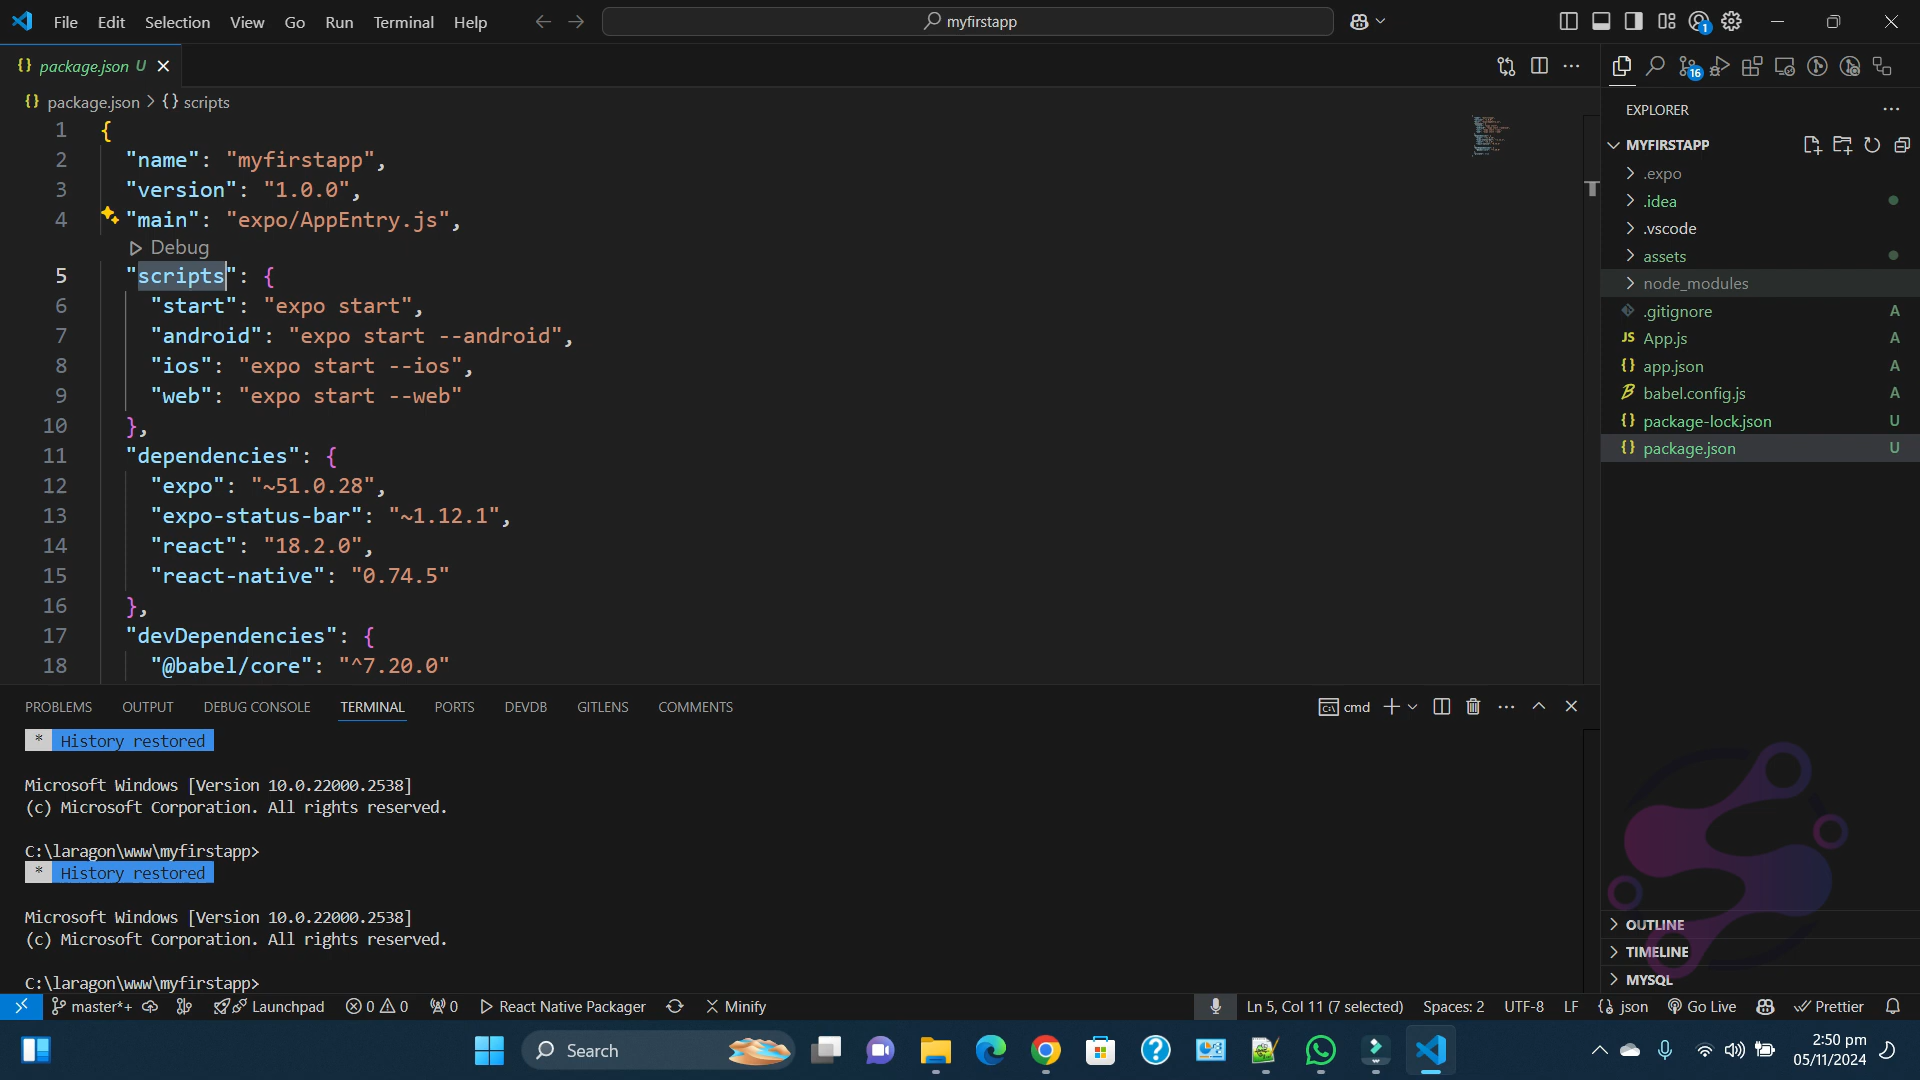 File Edit Selection View Go Run Terminal Help
myfirstapp
1
package.json U
16
package.json > {} scripts
EXPLORER
MYFIRSTAPP
.expo
.idea
.vscode
assets
node_modules
.gitignore A
App.js A
app.json A
babel.config.js A
package-lock.json U
package.json U
1 {
2 "name": "myfirstapp",
3 "version": "1.0.0",
4 "main": "expo/AppEntry.js",
Debug
5 "scripts": {
6 "start": "expo start",
7 "android": "expo start --android",
8 "ios": "expo start --ios",
9 "web": "expo start --web"
10 },
11 "dependencies": {
12 "expo": "~51.0.28",
13 "expo-status-bar": "~1.12.1",
14 "react": "18.2.0",
15 "react-native": "0.74.5"
16 },
17 "devDependencies": {
18 "@babel/core": "^7.20.0"
PROBLEMS OUTPUT DEBUG CONSOLE TERMINAL PORTS DEVDB GITLENS COMMENTS
cmd
* History restored
Microsoft Windows [Version 10.0.22000.2538]
(c) Microsoft Corporation. All rights reserved.
C:\laragon\www\myfirstapp>
* History restored
Microsoft Windows [Version 10.0.22000.2538]
(c) Microsoft Corporation. All rights reserved.
C:\laragon\www\myfirstapp>
OUTLINE
TIMELINE
MYSQL
master*+ Launchpad 0 0 0 React Native Packager Minify
Ln 5, Col 11 (7 selected) Spaces: 2 UTF-8 LF {} json Go Live Prettier
Search
2:50 pm
05/11/2024